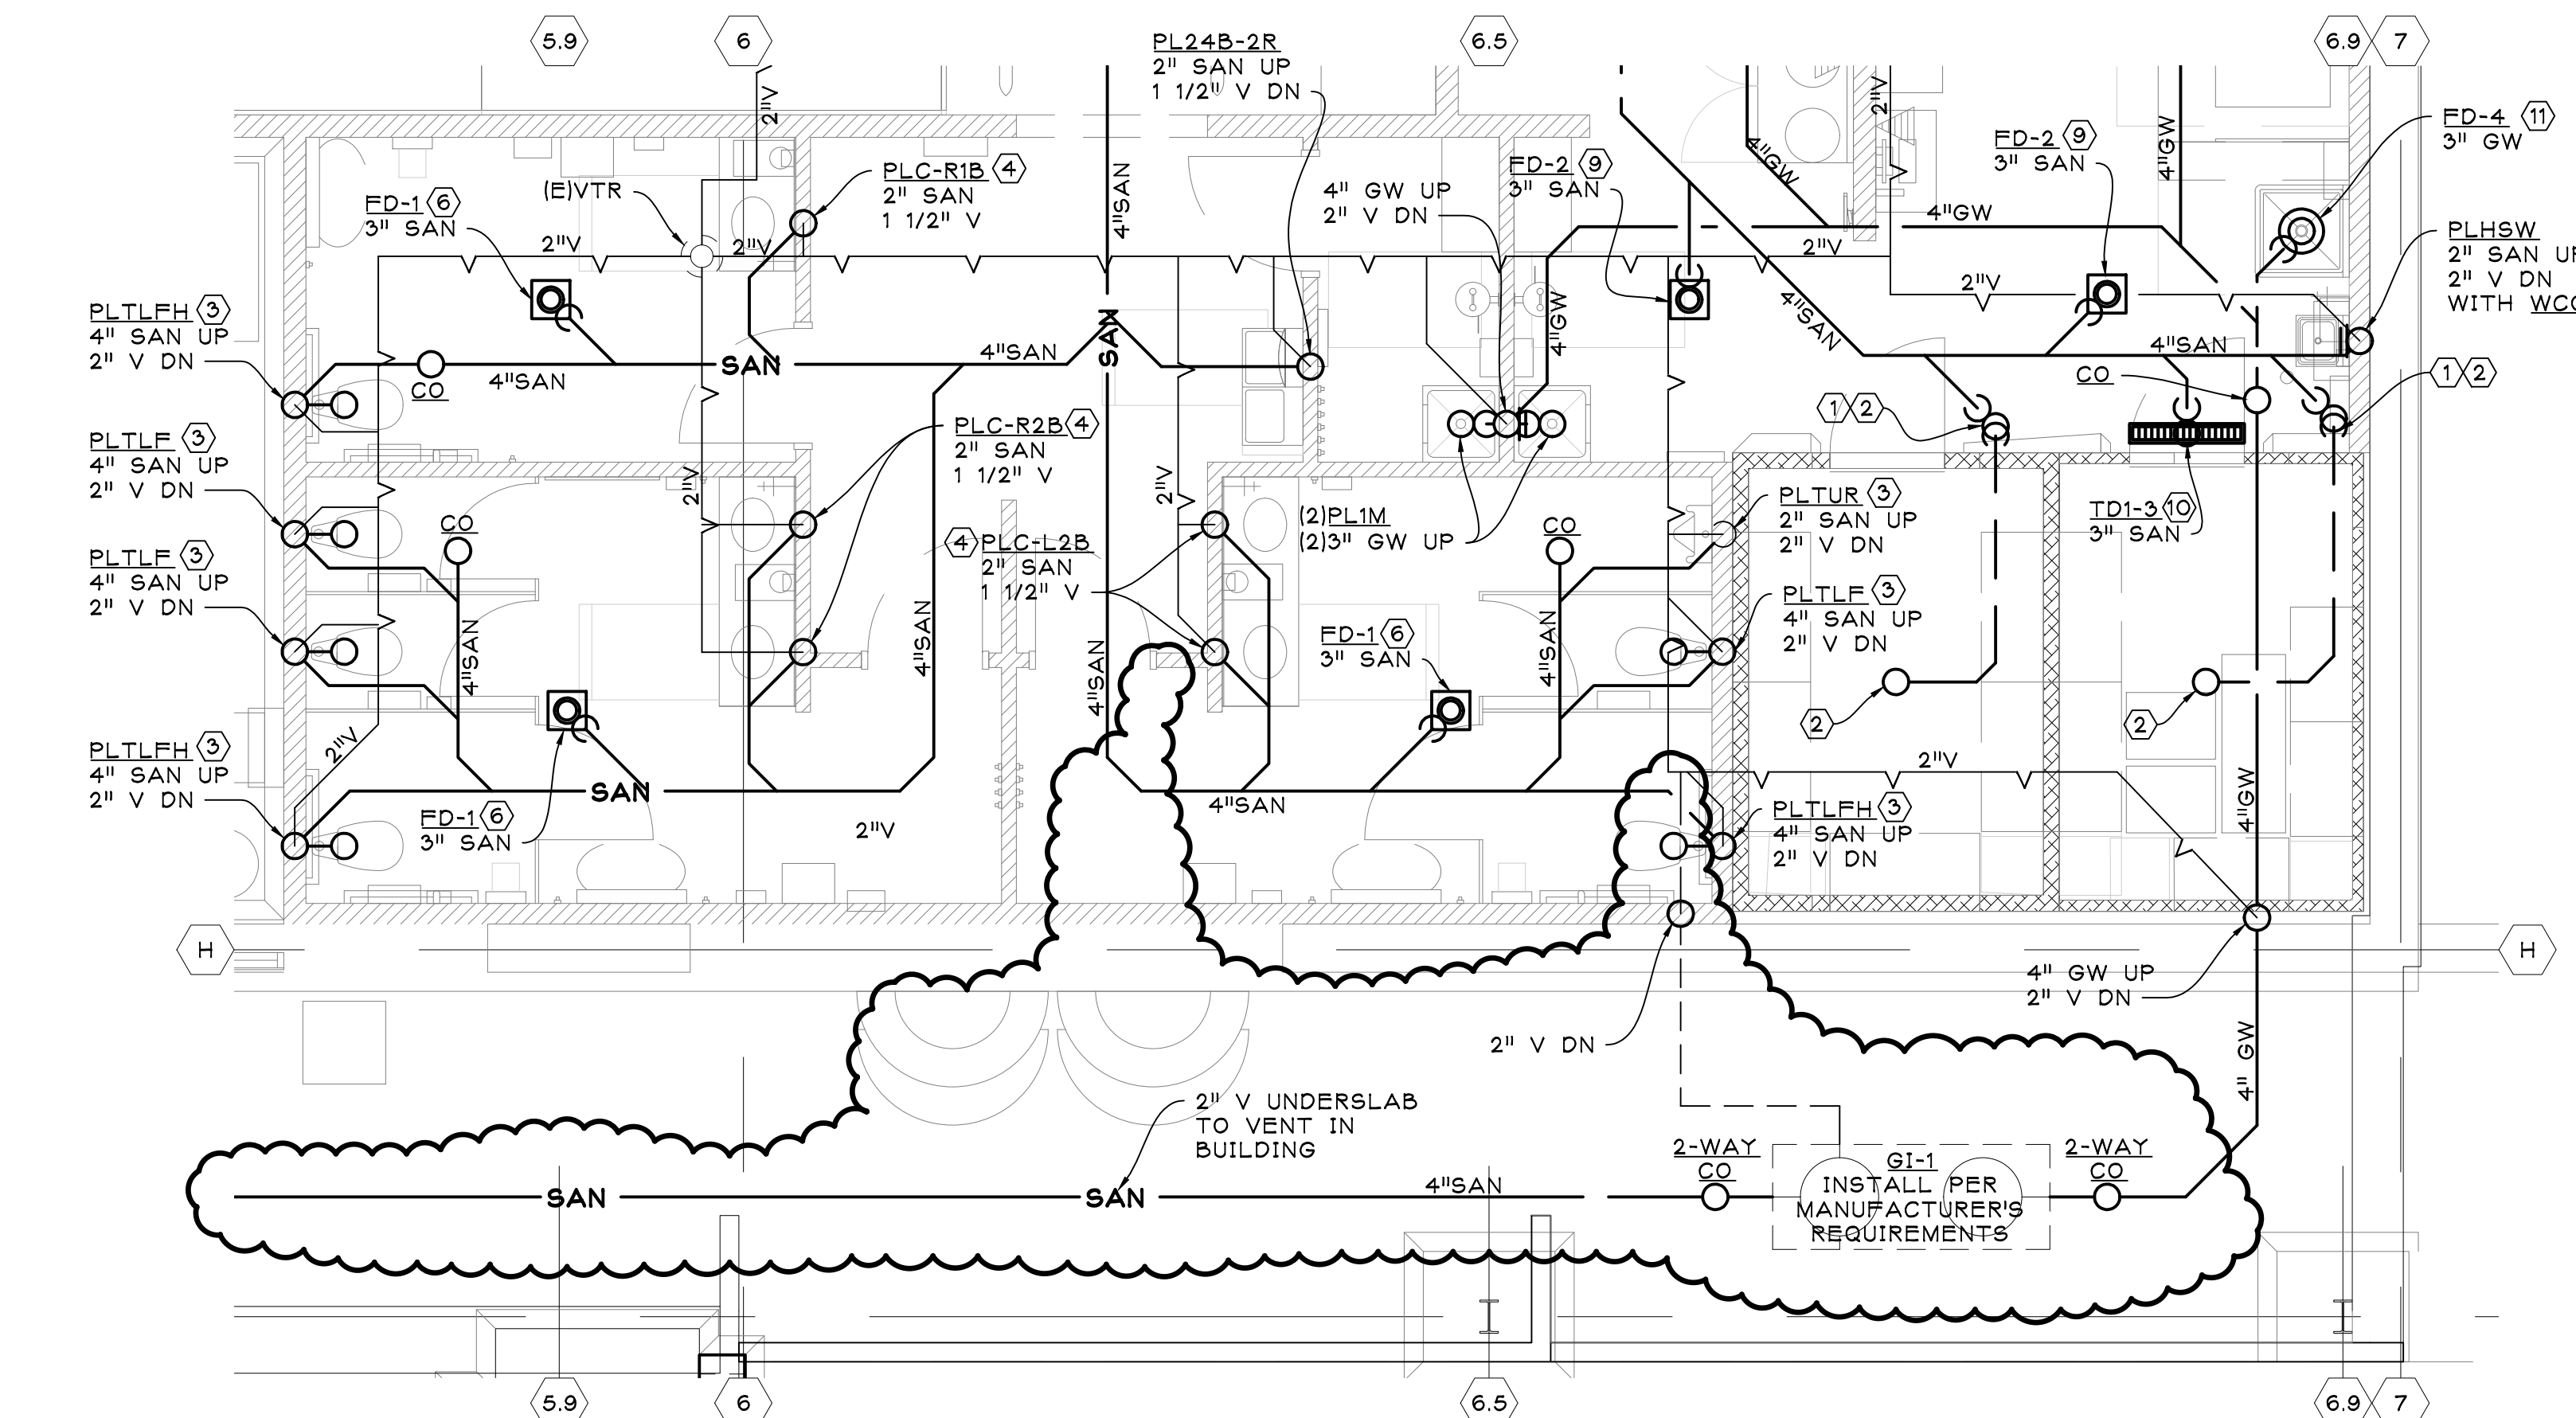 5.9
6
6.5
6.9
7
PL24B-2R
2" SAN UP
1 1/2" V DN
2"V
4"SAN
4"GW
2"V
4"GW
FD-4 11
3" GW
FD-2 9
3" SAN
FD-2 9
3" SAN
PLC-R1B 4
2" SAN
1 1/2" V
(E)VTR
FD-1 6
3" SAN
4" GW UP
2" V DN
4"GW
2"V
2"V
2"V
2"V
PLHSW
2" SAN
2" V DN
WITH
PLTLFH 3
4" SAN UP
2" V DN
4"GW
4"SAN
2"V
4"SAN
SAN
SAN
4"SAN
CO
4"SAN
CO
1 2
1 2
PLTLF 3
4" SAN UP
2" V DN
PLC-R2B 4
2" SAN
1 1/2" V
2"V
2"V
CO
4 PLC-L2B
2" SAN
1 1/2" V
(2)PL1M
(2)3" GW UP
CO
PLTUR 3
2" SAN UP
2" V DN
TD1-3 10
3" SAN
PLTLF 3
4" SAN UP
2" V DN
4"SAN
4"SAN
4"SAN
FD-1 6
3" SAN
4"SAN
PLTLF 3
4" SAN UP
2" V DN
2
2
PLTLFH 3
4" SAN UP
2" V DN
2"V
SAN
FD-1 6
3" SAN
2"V
4"SAN
2"V
4"GW
PLTLFH 3
4" SAN UP
2" V DN
H
H
4" GW UP
2" V DN
2" V DN
4" GW
2" V UNDERSLAB
TO VENT IN
BUILDING
SAN
SAN
4"SAN
2-WAY
CO
GI-1
INSTALL PER
MANUFACTURER'S
REQUIREMENTS
2-WAY
CO
5.9
6
6.5
6.9
7